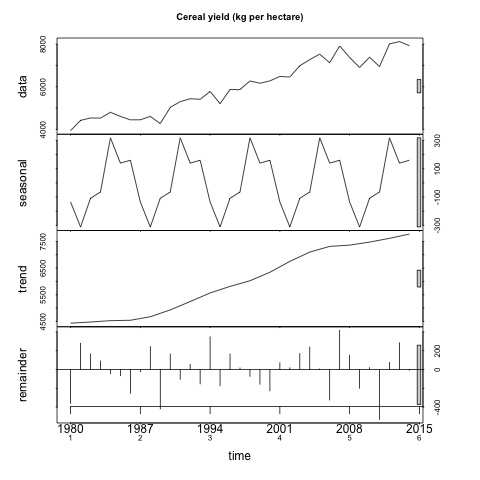 Cereal yield (kg per hectare)
data
4000 6000 8000
seasonal
-300 -100 100 300
trend
4500 5500 6500 7500
remainder
-400 0 200
1980 1987 1994 2001 2008 2015
1 2 3 4 5 6
time